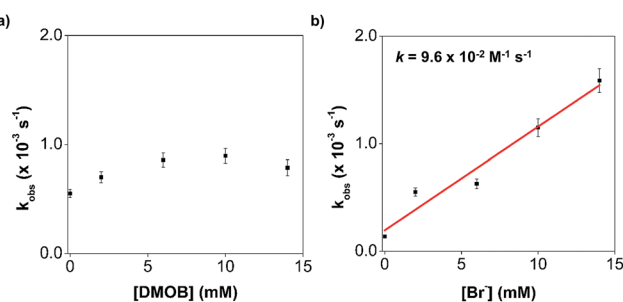 a)
2.0
1.0
0.0
k_obs (x 10⁻³ s⁻¹)
0 5 10 15
[DMOB] (mM)
b)
k = 9.6 x 10⁻² M⁻¹ s⁻¹
2.0
1.0
0.0
k_obs (x 10⁻³ s⁻¹)
0 5 10 15
[Br⁻] (mM)